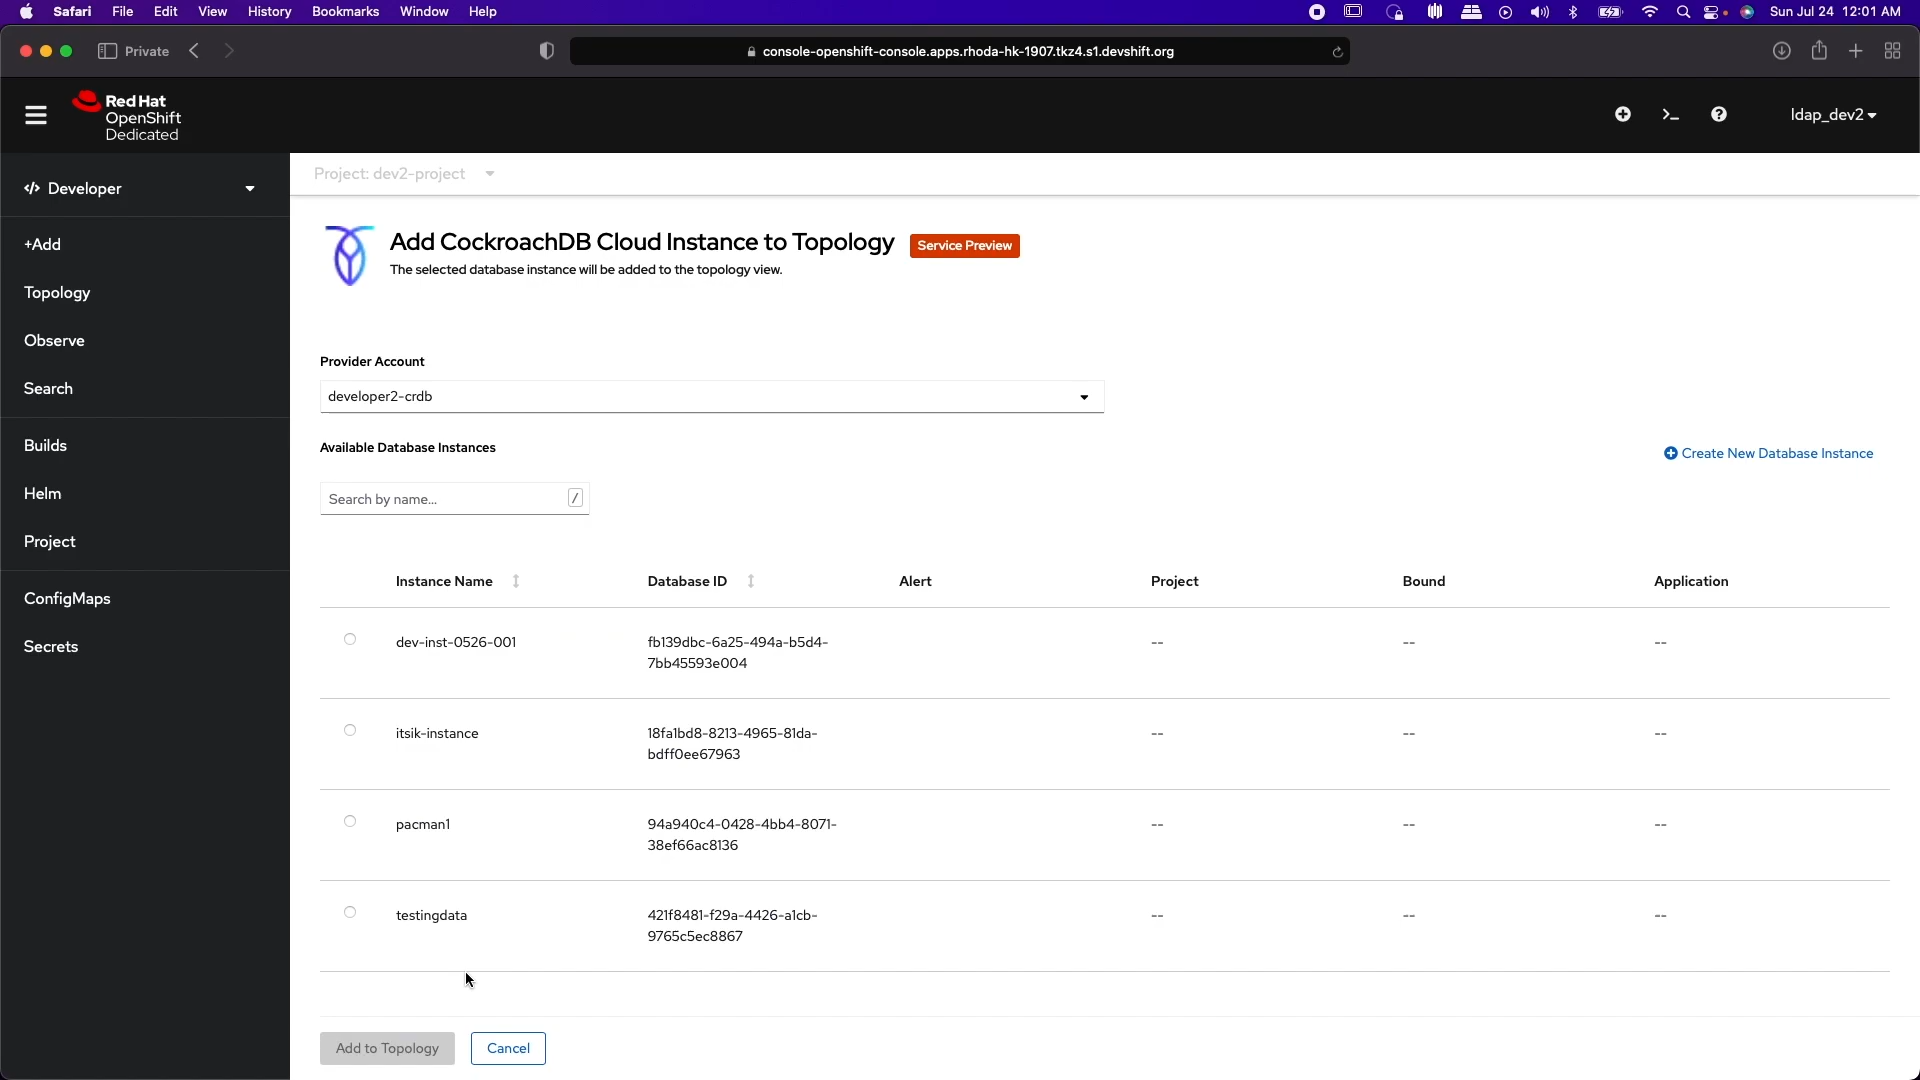 Safari File Edit View History Bookmarks Window Help Sun Jul 24 12:01 AM
Private console-openshift-console.apps.rhoda-hk-1907.tkz4.s1.devshift.org
Red Hat
OpenShift
Dedicated
ldap_dev2
Developer
+Add
Topology
Observe
Search
Builds
Helm
Project
ConfigMaps
Secrets
Project: dev2-project
Add CockroachDB Cloud Instance to Topology Service Preview
The selected database instance will be added to the topology view.
Provider Account
developer2-crdb
Available Database Instances
Create New Database Instance
Search by name... /
Instance Name Database ID Alert Project Bound Application
dev-inst-0526-001 fb139dbc-6a25-494a-b5d4- -- -- --
7bb45593e004
itsik-instance 18fa1bd8-8213-4965-81da- -- -- --
bdff0ee67963
pacman1 94a940c4-0428-4bb4-8071- -- -- --
38ef66ac8136
testingdata 421f8481-f29a-4426-a1cb- -- -- --
9765c5ec8867
Add to Topology Cancel